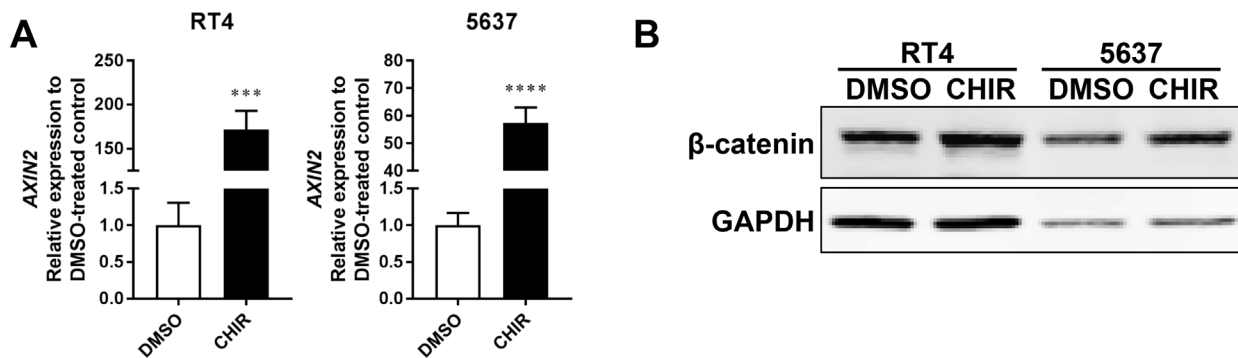 A
RT4
AXIN2
Relative expression to
DMSO-treated control
250
200
150
1.5
1.0
0.5
0.0
***
DMSO
CHIR
5637
AXIN2
Relative expression to
DMSO-treated control
80
70
60
50
40
1.5
1.0
0.5
0.0
****
DMSO
CHIR
B
RT4 5637
DMSO CHIR DMSO CHIR
β-catenin
GAPDH